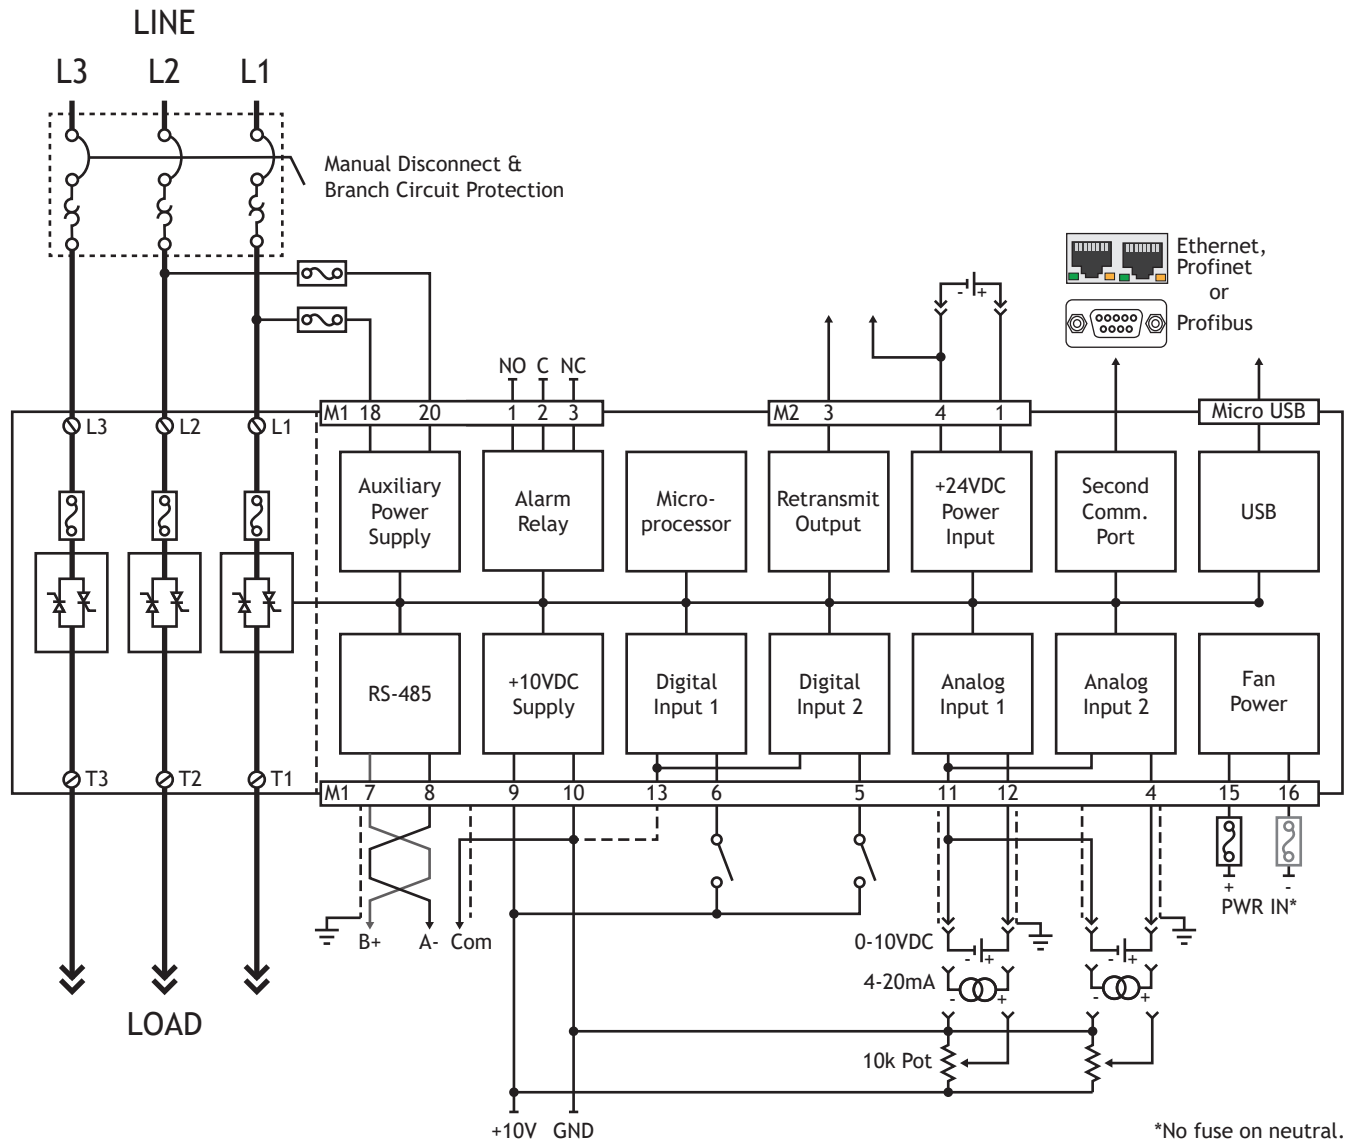 LINE
L3 L2 L1
Manual Disconnect &
Branch Circuit Protection
Ethernet,
Profinet
or
Profibus
- +
NO C NC
M1 18 20 1 2 3
M2 3 4 1
Micro USB
L3 L2 L1
Auxiliary
Power
Supply
Alarm
Relay
Micro-
processor
Retransmit
Output
+24VDC
Power
Input
Second
Comm.
Port
USB
RS-485
+10VDC
Supply
Digital
Input 1
Digital
Input 2
Analog
Input 1
Analog
Input 2
Fan
Power
T3 T2 T1
M1 7 8 9 10 13 6 5 11 12 4 15 16
+ -
PWR IN*
B+ A- Com
0-10VDC
- + - +
4-20mA
- + - +
LOAD
10k Pot
+10V GND
*No fuse on neutral.